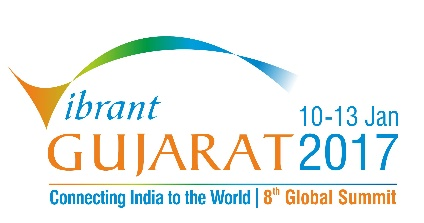 Vibrant
10-13 Jan
GUJARAT 2017
Connecting India to the World | 8th Global Summit